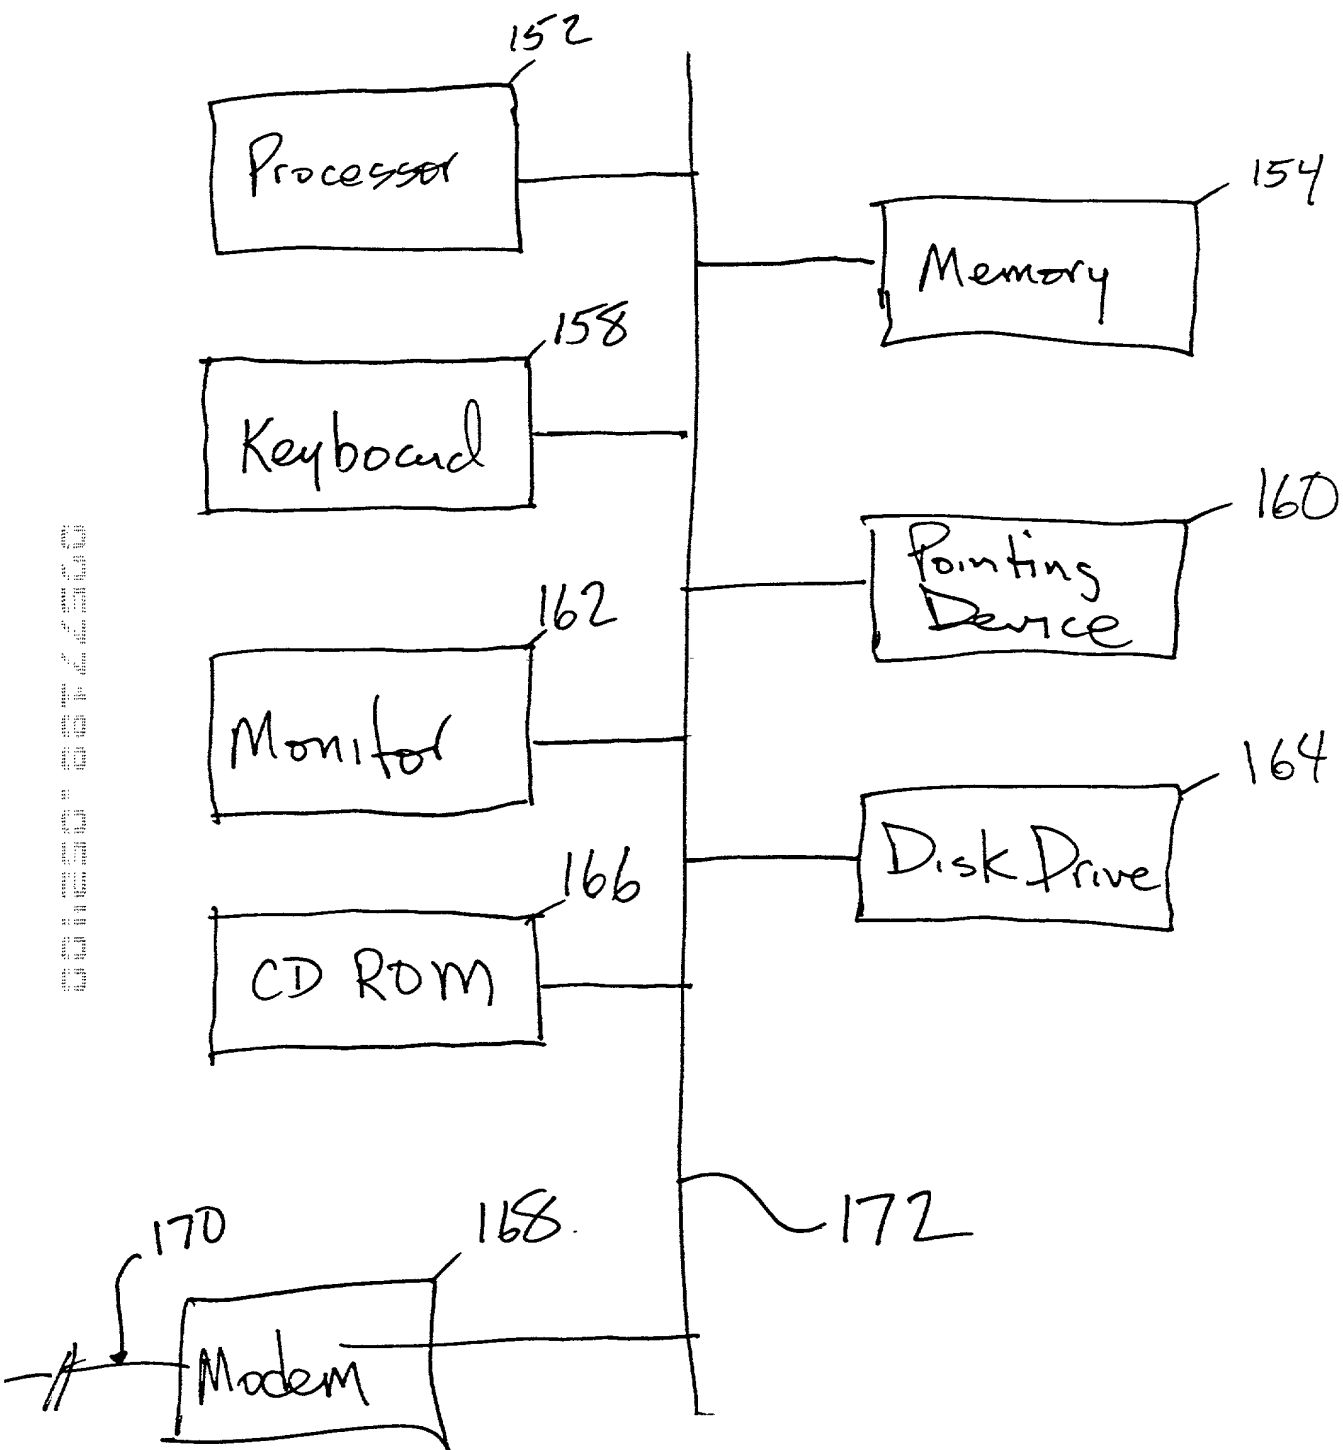 152
Processor
154
Memory
158
Keyboard
160
Pointing
Device
162
Monitor
164
Disk Drive
166
CD ROM
172
170
168
Modem